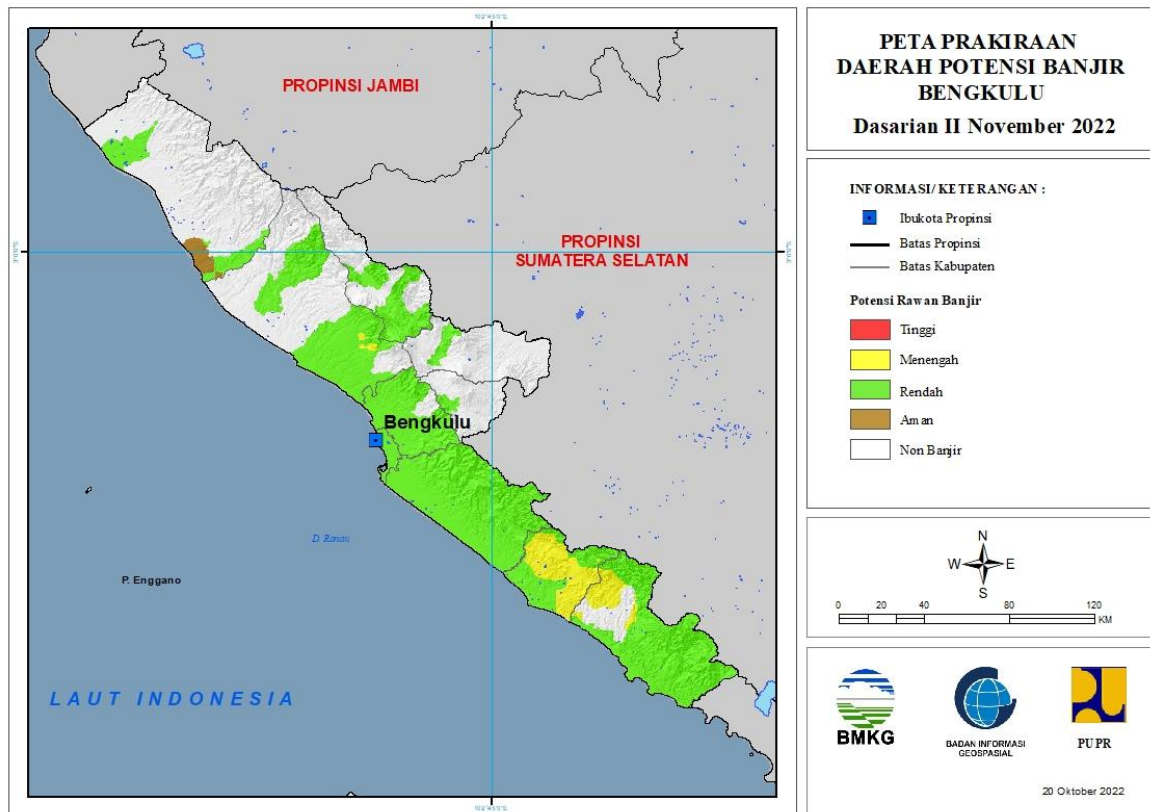 PETA PRAKIRAAN
DAERAH POTENSI BANJIR
BENGKULU
Dasarian II November 2022
INFORMASI/ KETERANGAN :
Ibukota Propinsi
Batas Propinsi
Batas Kabupaten
Potensi Rawan Banjir
Tinggi
Menengah
Rendah
Aman
Non Banjir
N
W E
S
0 20 40 80 120
KM
BMKG
BADAN INFORMASI
GEOSPASIAL
PUPR
20 Oktober 2022
PROPINSI JAMBI
PROPINSI
SUMATERA SELATAN
Bengkulu
D. Ranau
P. Enggano
LAUT INDONESIA